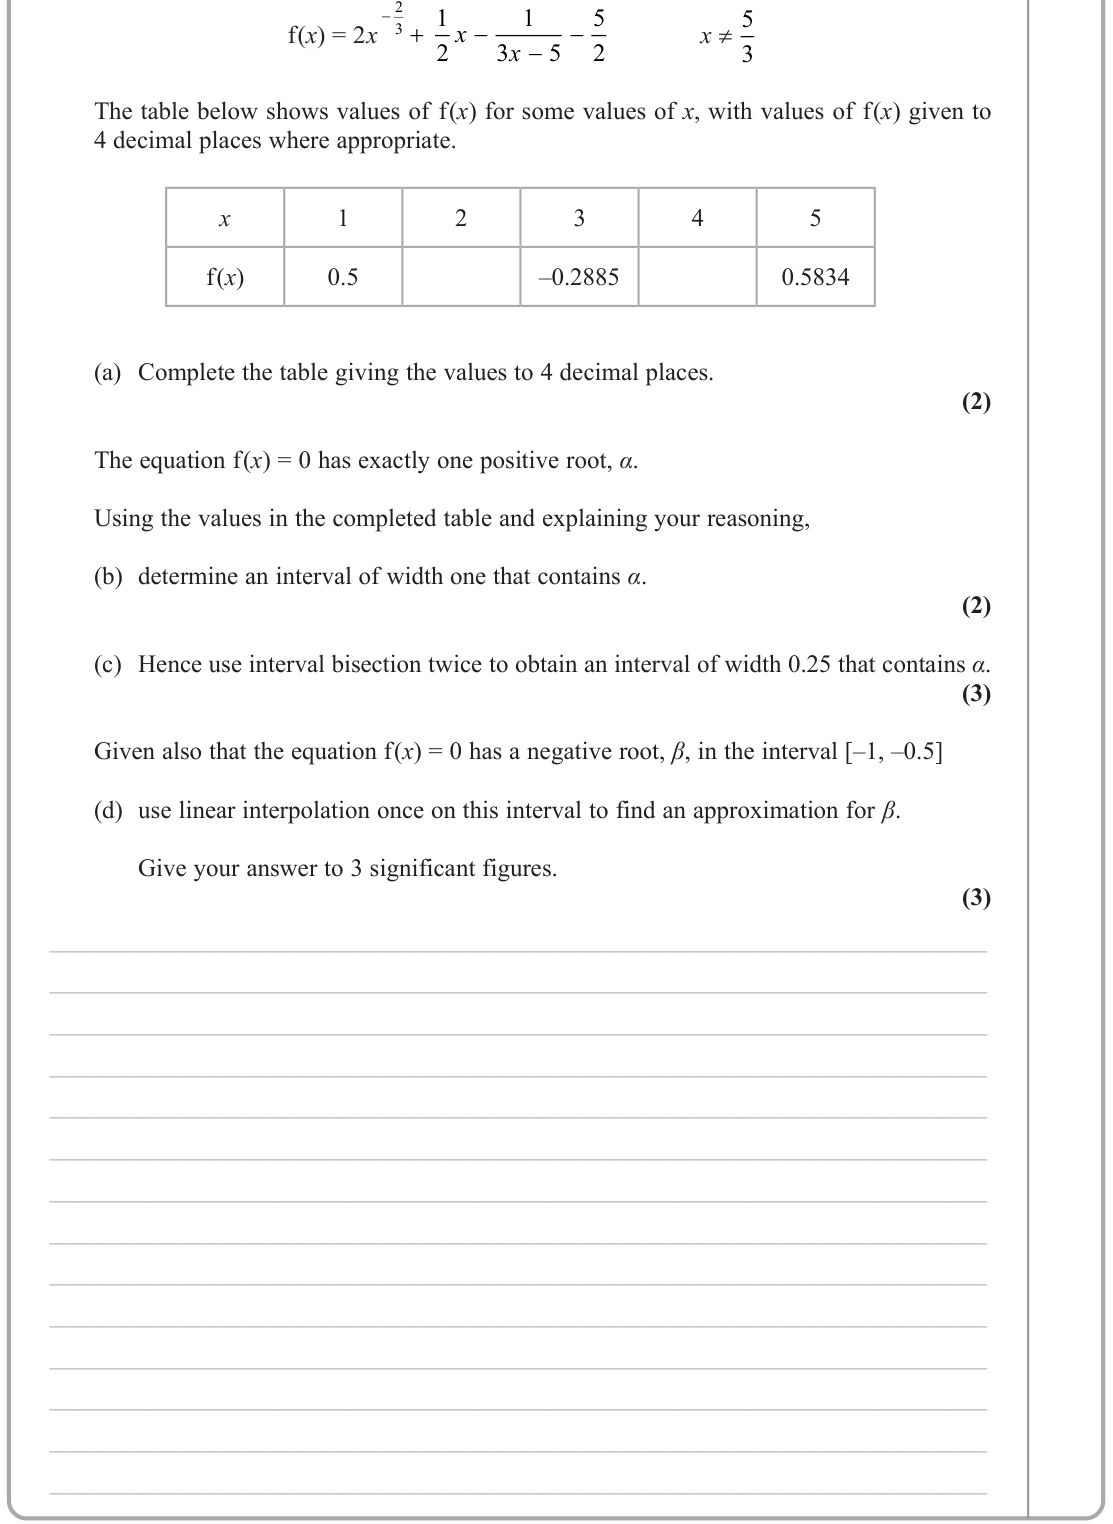 f(x) = 2x^{-2/3} + 1/2 x − 1/(3x − 5) − 5/2    x ≠ 5/3
The table below shows values of f(x) for some values of x, with values of f(x) given to
4 decimal places where appropriate.
x 1 2 3 4 5
f(x) 0.5 –0.2885 0.5834
(a) Complete the table giving the values to 4 decimal places.
(2)
The equation f(x) = 0 has exactly one positive root, α.
Using the values in the completed table and explaining your reasoning,
(b) determine an interval of width one that contains α.
(2)
(c) Hence use interval bisection twice to obtain an interval of width 0.25 that contains α.
(3)
Given also that the equation f(x) = 0 has a negative root, β, in the interval [–1, –0.5]
(d) use linear interpolation once on this interval to find an approximation for β.
Give your answer to 3 significant figures.
(3)